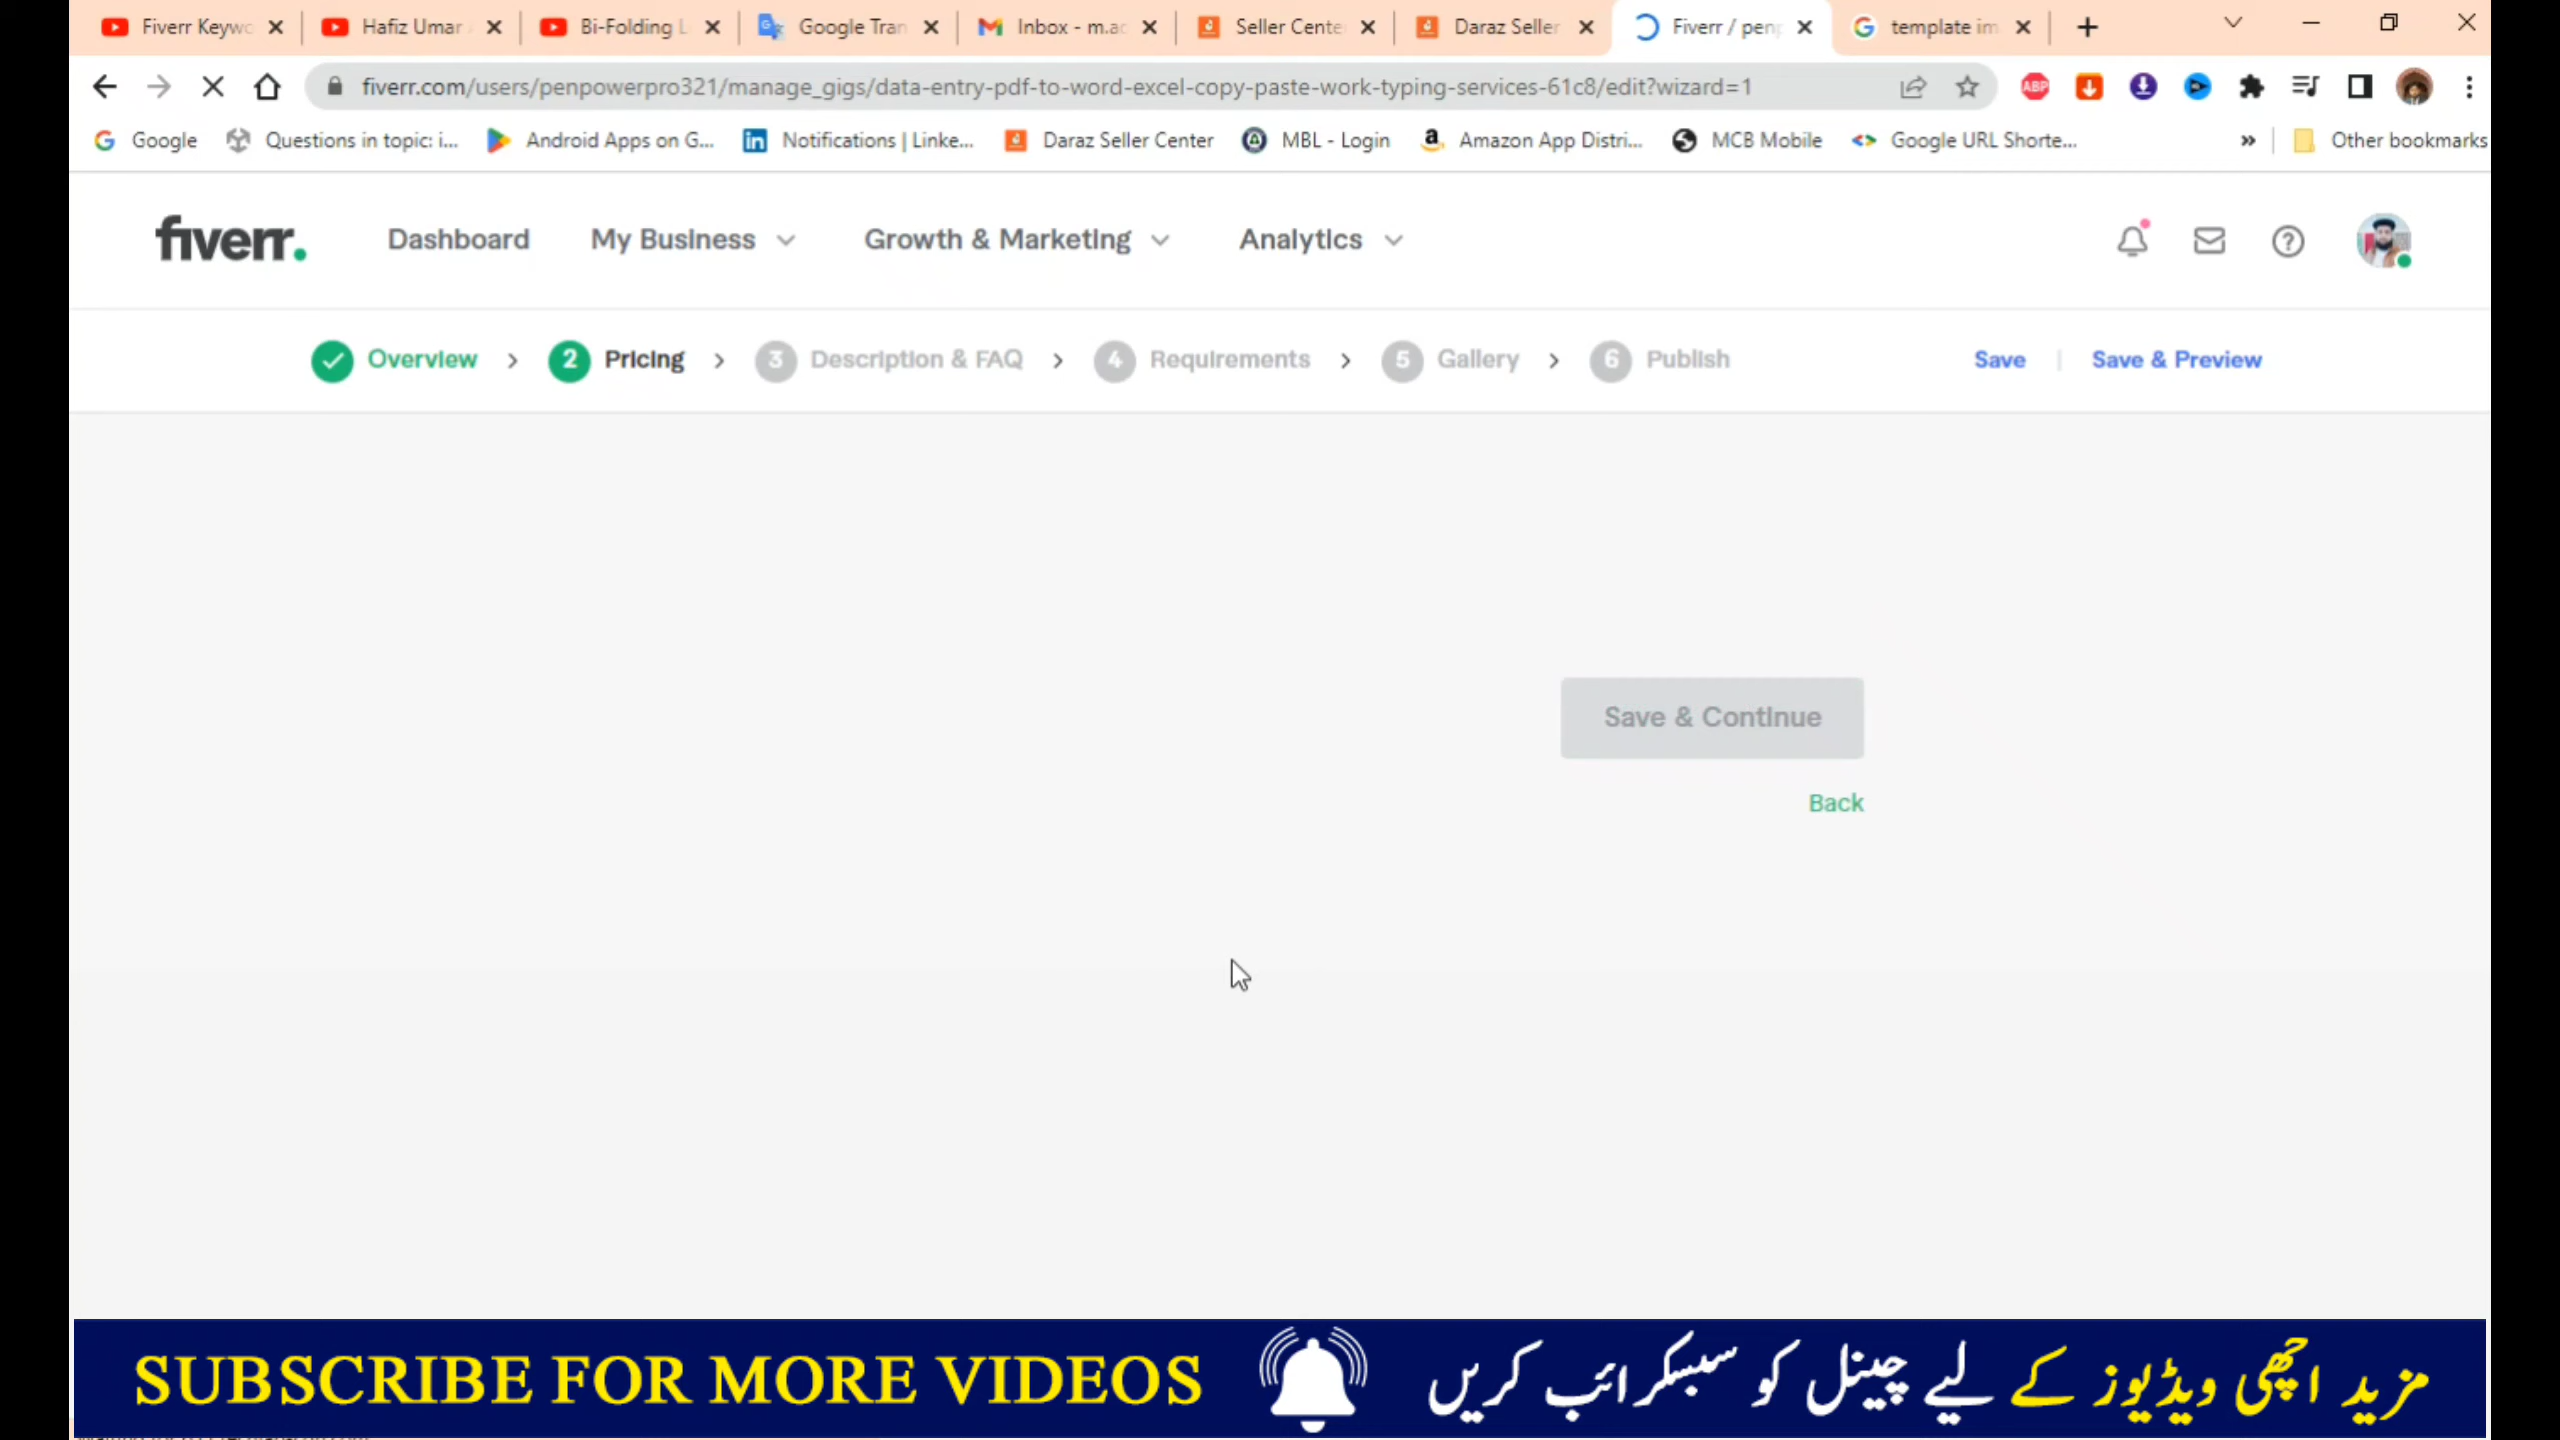 Fiverr Keywo
Hafiz Umar
Bi-Folding L
Google Tran
Inbox - m.ac
Seller Cente
Daraz Seller
Fiverr / pen
template im
fiverr.com/users/penpowerpro321/manage_gigs/data-entry-pdf-to-word-excel-copy-paste-work-typing-services-61c8/edit?wizard=1
ABP
Google
Questions in topic: i...
Android Apps on G...
Notifications | Linke...
Daraz Seller Center
MBL - Login
Amazon App Distri...
MCB Mobile
Google URL Shorte...
»
Other bookmarks
fiverr.
Dashboard
My Business
Growth & Marketing
Analytics
Overview
2 Pricing
3 Description & FAQ
4 Requirements
5 Gallery
6 Publish
Save
Save & Preview
Save & Continue
Back
SUBSCRIBE FOR MORE VIDEOS
مزید اچھی ویڈیوز کے لیے چینل کو سبسکرائب کریں